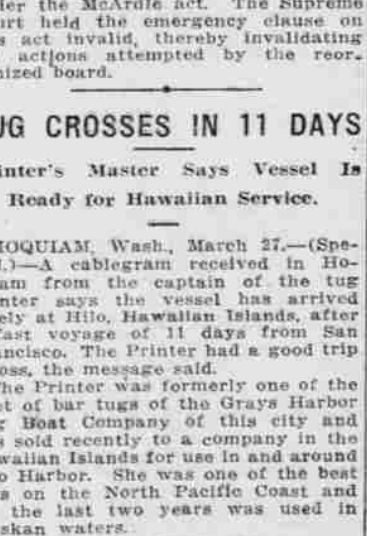 der the McArdle act. The Supreme
urt held the emergency clause on
s act invalid, thereby invalidating
actions attempted by the reor-
nized board.
UG CROSSES IN 11 DAYS
inter's Master Says Vessel Is
Ready for Hawaiian Service.
OQUIAM, Wash., March 27.—(Spe-
l.)—A cablegram received in Ho-
am from the captain of the tug
nter says the vessel has arrived
ely at Hilo, Hawaiian Islands, after
fast voyage of 11 days from San
ancisco. The Printer had a good trip
oss, the message said.
he Printer was formerly one of the
et of bar tugs of the Grays Harbor
g Boat Company of this city and
s sold recently to a company in the
waiian Islands for use in and around
o Harbor. She was one of the best
s on the North Pacific Coast and
the last two years was used in
skan waters.